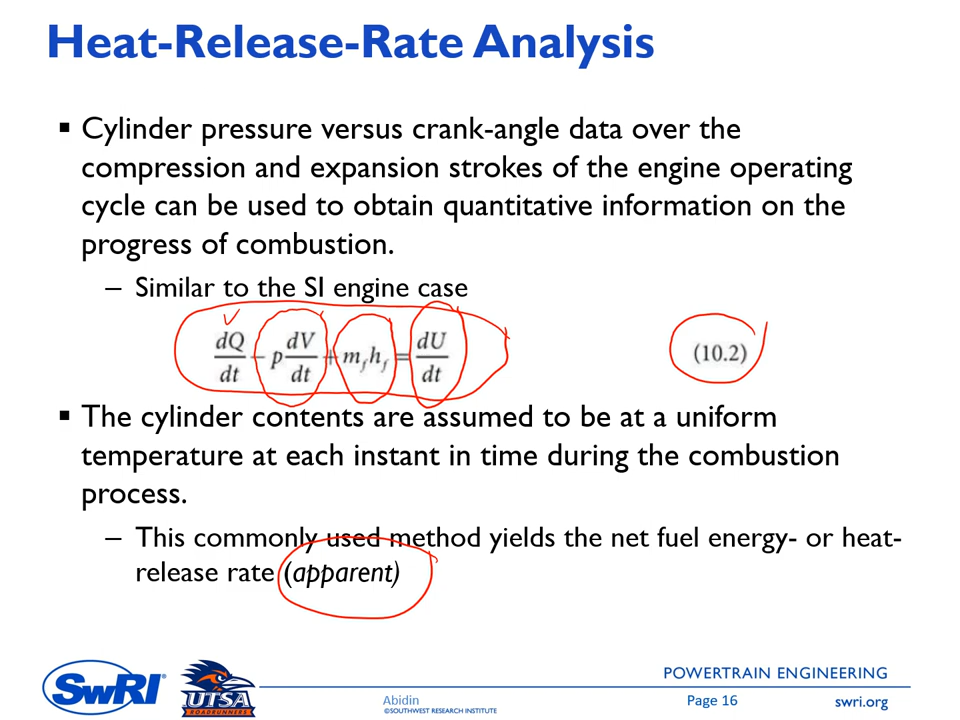 Heat-Release-Rate Analysis
▪ Cylinder pressure versus crank-angle data over the
compression and expansion strokes of the engine operating
cycle can be used to obtain quantitative information on the
progress of combustion.
– Similar to the SI engine case
dQ/dt − p dV/dt + m_f h_f = dU/dt (10.2)
▪ The cylinder contents are assumed to be at a uniform
temperature at each instant in time during the combustion
process.
– This commonly used method yields the net fuel energy- or heat-
release rate (apparent)
SwRI
UTSA
ROADRUNNERS
POWERTRAIN ENGINEERING
Abidin
©SOUTHWEST RESEARCH INSTITUTE
Page 16
swri.org